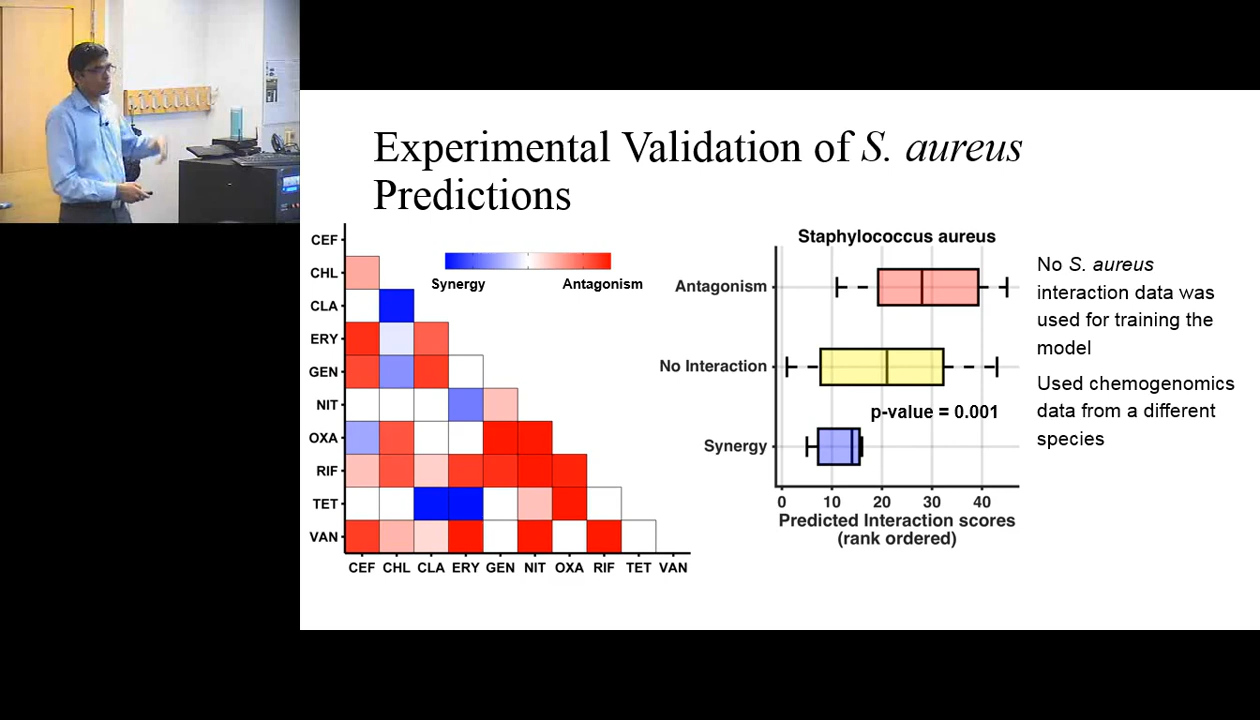 Experimental Validation of S. aureus
Predictions
CEF
CHL
CLA
ERY
GEN
NIT
OXA
RIF
TET
VAN
Synergy
Antagonism
CEF CHL CLA ERY GEN NIT OXA RIF TET VAN
Staphylococcus aureus
Antagonism
No Interaction
p-value = 0.001
Synergy
0 10 20 30 40
Predicted Interaction scores
(rank ordered)
No S. aureus
interaction data was
used for training the
model
Used chemogenomics
data from a different
species